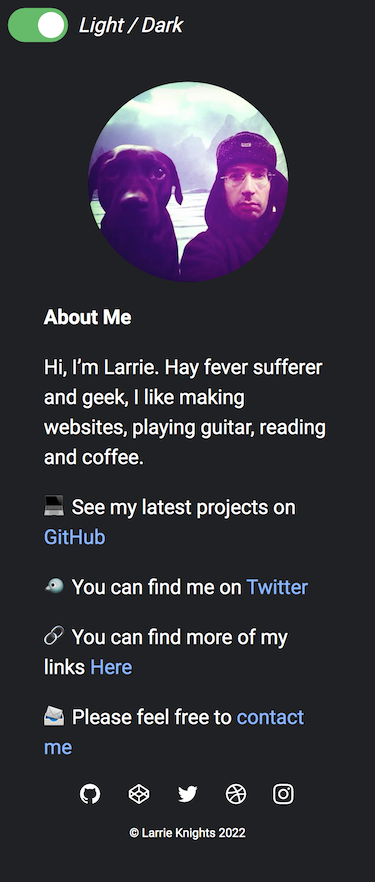 Light / Dark
About Me
Hi, I’m Larrie. Hay fever sufferer
and geek, I like making
websites, playing guitar, reading
and coffee.
💻 See my latest projects on
GitHub
🐦 You can find me on Twitter
🔗 You can find more of my
links Here
📨 Please feel free to contact
me
© Larrie Knights 2022